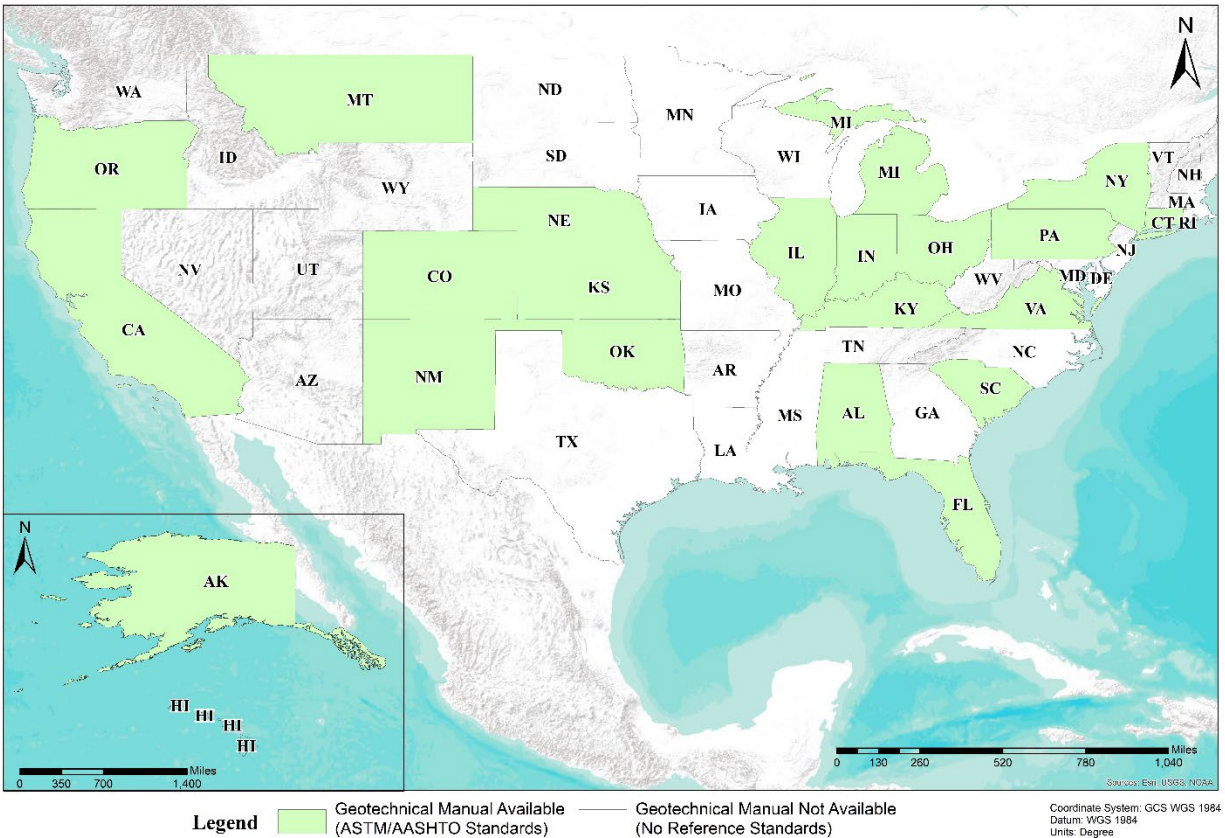 N
WA
MT
ND
MN
MI
VT
NH
OR
ID
SD
WI
MI
NY
MA
WY
CT RI
IA
NE
PA
NJ
IL
IN
OH
NV
UT
CO
KS
MO
WV
MD
DE
KY
VA
CA
TN
NC
OK
AZ
NM
AR
SC
MS
AL
GA
TX
LA
FL
N
AK
HI
HI
HI
HI
Miles
0 350 700 1,400
Miles
0 130 260 520 780 1,040
Sources: Esri, USGS, NOAA
Legend
Geotechnical Manual Available
(ASTM/AASHTO Standards)
Geotechnical Manual Not Available
(No Reference Standards)
Coordinate System: GCS WGS 1984
Datum: WGS 1984
Units: Degree